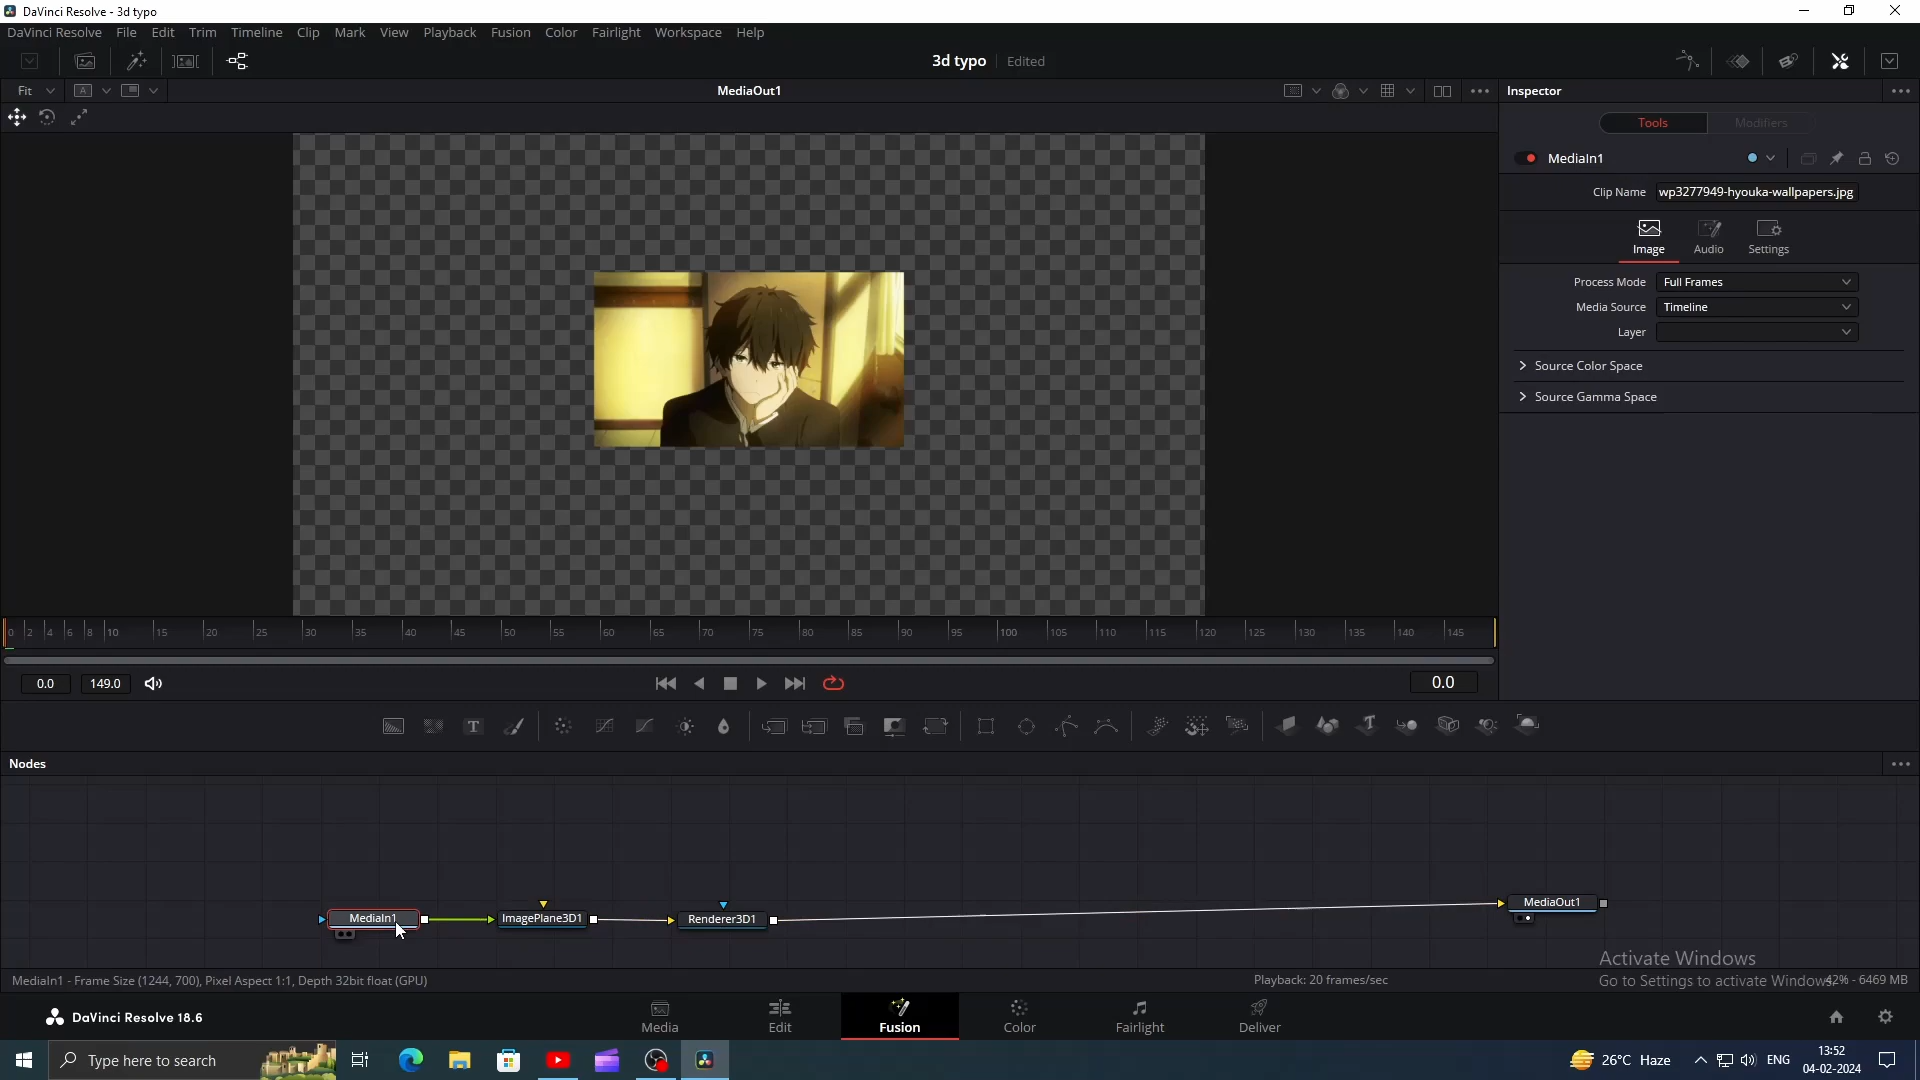 DaVinci Resolve - 3d typo
DaVinci Resolve File Edit Trim Timeline Clip Mark View Playback Fusion Color Fairlight Workspace Help
3d typo Edited
Fit A MediaOut1 Inspector
Tools Modifiers
MediaIn1
Clip Name wp3277949-hyouka-wallpapers.jpg
Image Audio Settings
Process Mode Full Frames
Media Source Timeline
Layer
Source Color Space
Source Gamma Space
0 2 4 6 8 10 15 20 25 30 35 40 45 50 55 60 65 70 75 80 85 90 95 100 105 110 115 120 125 130 135 140 145
0.0 149.0 0.0
T T
Nodes
MediaIn1 ImagePlane3D1 Renderer3D1 MediaOut1
Activate Windows
Go to Settings to activate Windows.
MediaIn1 - Frame Size (1244, 700), Pixel Aspect 1:1, Depth 32bit float (GPU) Playback: 20 frames/sec 42% - 6469 MB
DaVinci Resolve 18.6 Media Edit Fusion Color Fairlight Deliver
Type here to search 26°C Haze ENG 13:52
04-02-2024